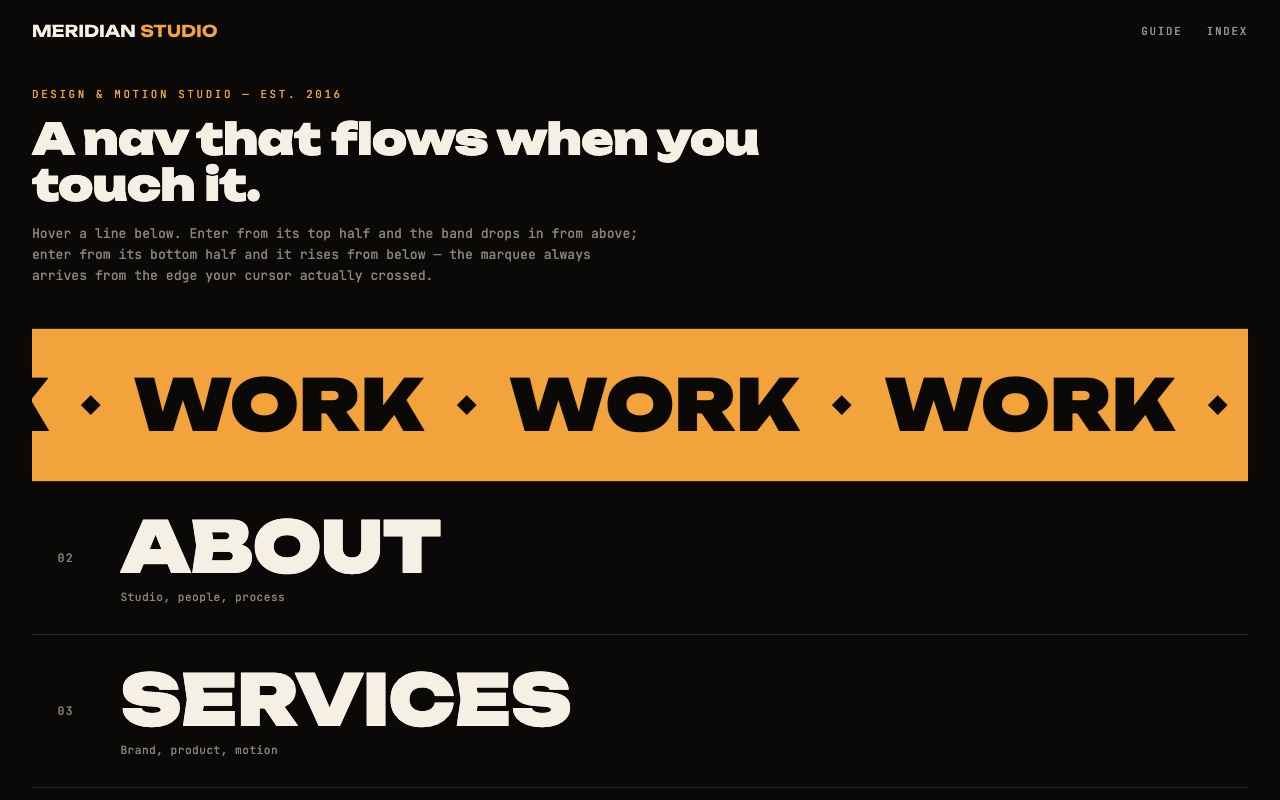 MERIDIAN STUDIO
GUIDE INDEX
DESIGN & MOTION STUDIO — EST. 2016
A nav that flows when you
touch it.
Hover a line below. Enter from its top half and the band drops in from above;
enter from its bottom half and it rises from below — the marquee always
arrives from the edge your cursor actually crossed.
K ◆ WORK ◆ WORK ◆ WORK ◆
02
ABOUT
Studio, people, process
03
SERVICES
Brand, product, motion